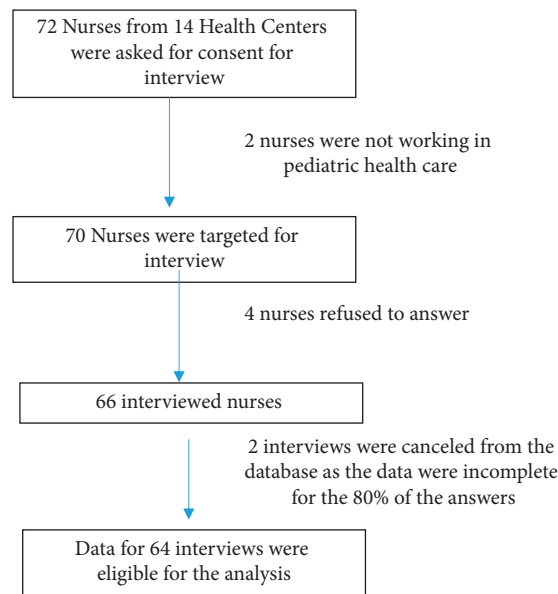 72 Nurses from 14 Health Centers
were asked for consent for
interview
2 nurses were not working in
pediatric health care
70 Nurses were targeted for
interview
4 nurses refused to answer
66 interviewed nurses
2 interviews were canceled from the
database as the data were incomplete
for the 80% of the answers
Data for 64 interviews were
eligible for the analysis